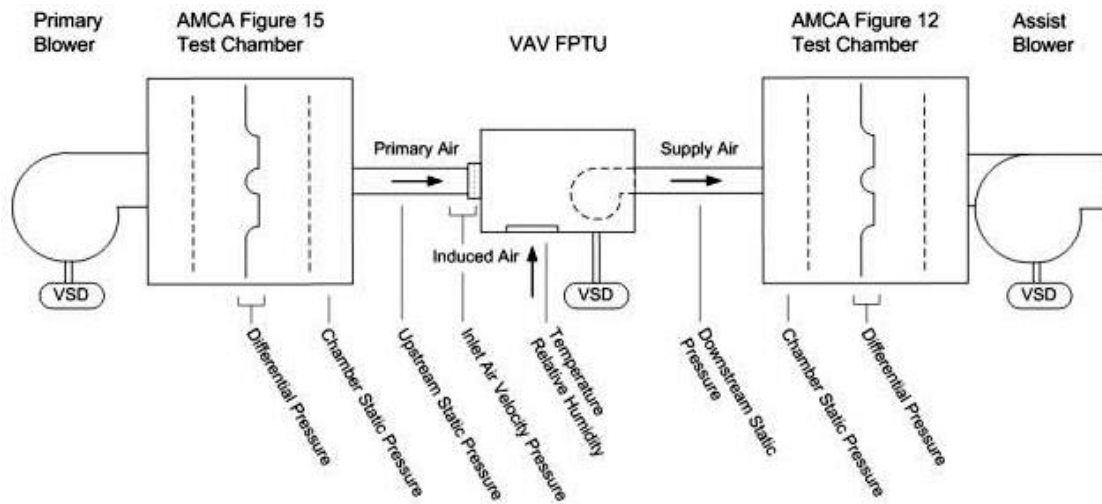 Primary
Blower
AMCA Figure 15
Test Chamber
VAV FPTU
AMCA Figure 12
Test Chamber
Assist
Blower
Primary Air
Supply Air
Induced Air
VSD
VSD
VSD
Differential Pressure
Chamber Static Pressure
Upstream Static Pressure
Inlet Air Velocity Pressure
Temperature
Relative Humidity
Downstream Static
Pressure
Chamber Static Pressure
Differential Pressure